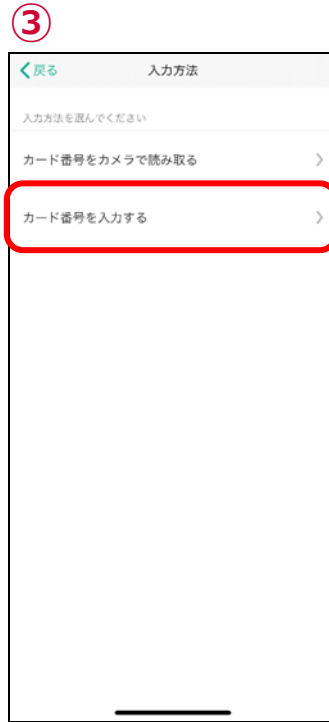 ③
戻る 入力方法
入力方法を選んでください
カード番号をカメラで読み取る
カード番号を入力する